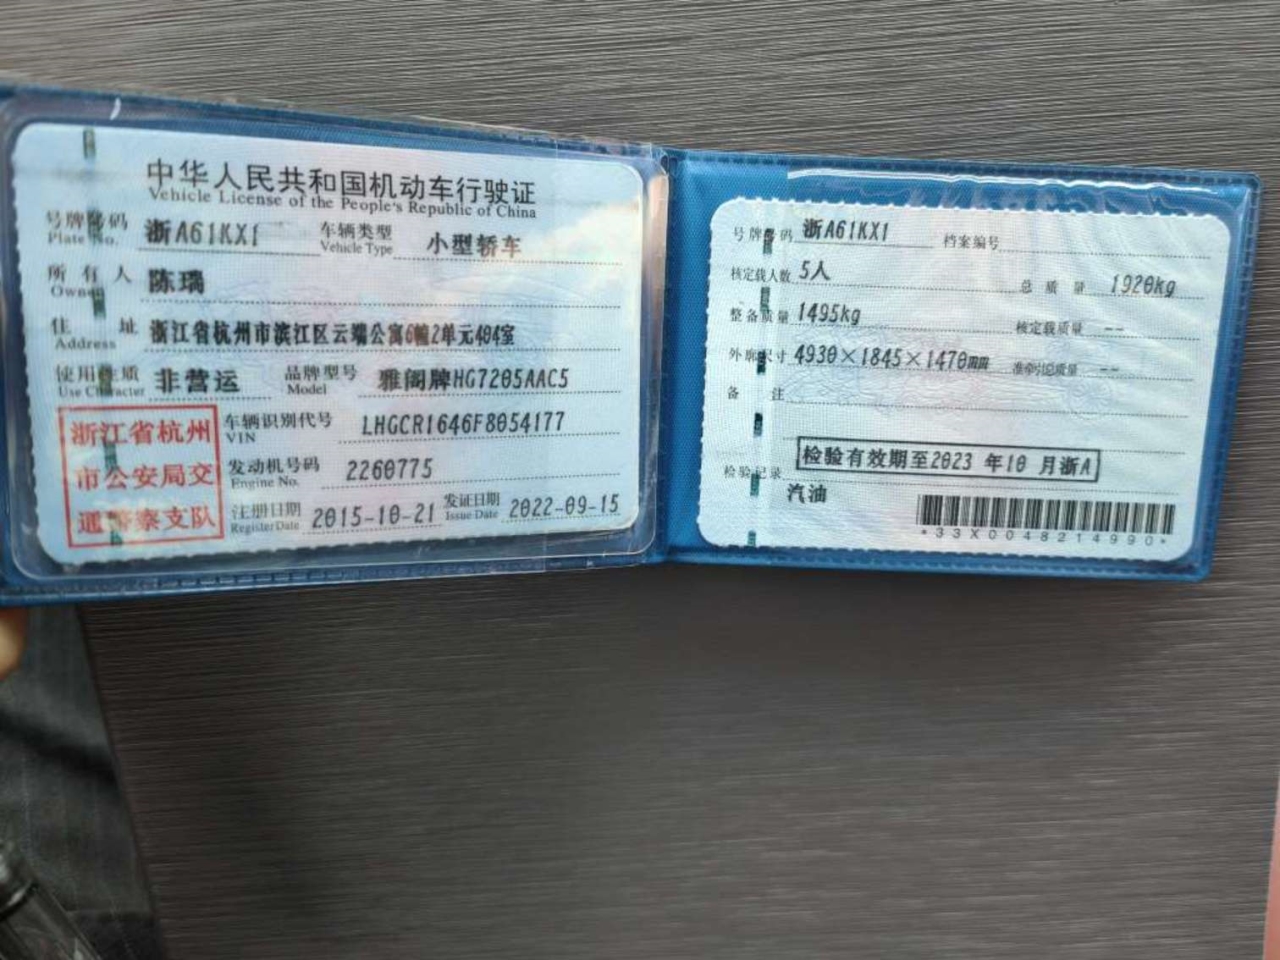 中华人民共和国机动车行驶证
Vehicle License of the People's Republic of China
号牌号码 浙A61KX1 车辆类型 小型轿车
Plate No. Vehicle Type
所有人 陈瑞
Owner
住址 浙江省杭州市滨江区云端公寓6幢2单元404室
Address
使用性质 非营运 品牌型号 雅阁牌HG7205AAC5
Use Character Model
浙江省杭州
市公安局交
通警察支队
车辆识别代号 LHGCR1646F8054177
VIN
发动机号码 2260775
Engine No.
注册日期 2015-10-21 发证日期 2022-09-15
Register Date Issue Date
号牌号码 浙A61KX1 档案编号
核定载人数 5人 总质量 1920kg
整备质量 1495kg 核定载质量 --
外廓尺寸 4930×1845×1470mm 准牵引总质量 --
备注
检验记录 检验有效期至2023 年10 月浙A
汽油
*33X0048214990*